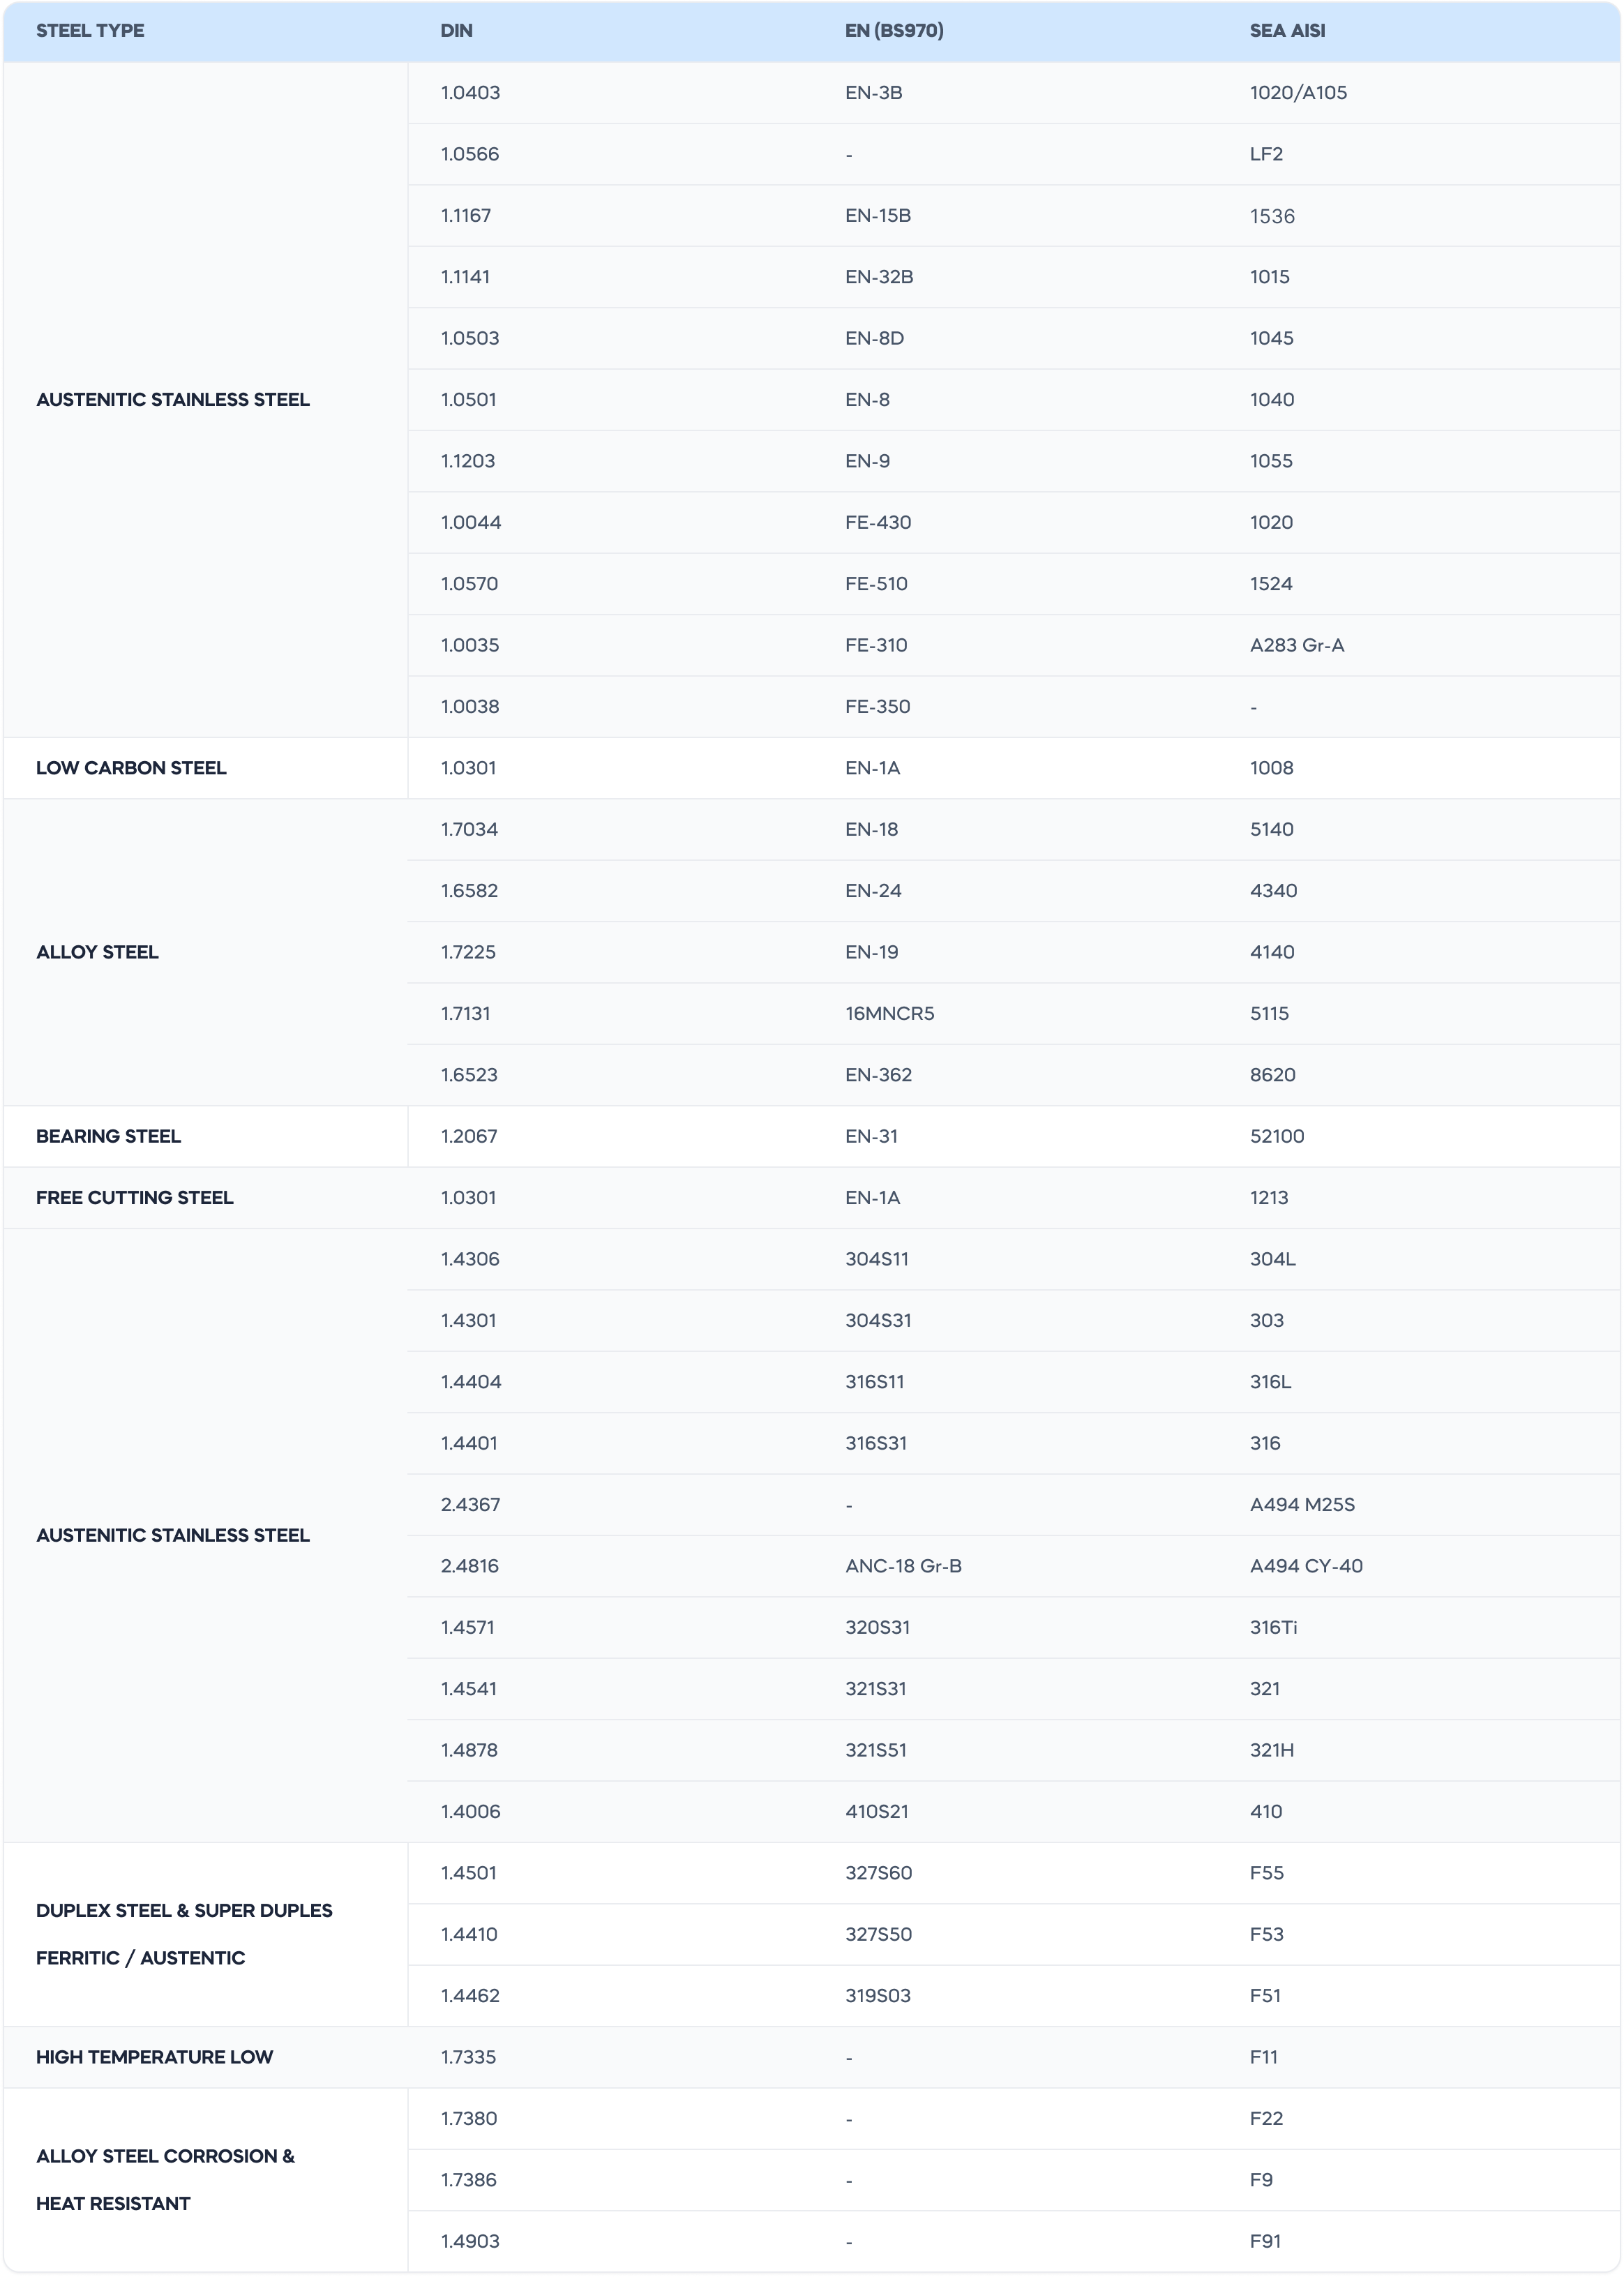 STEEL TYPE DIN EN (BS970) SEA AISI
1.0403 EN-3B 1020/A105
1.0566 - LF2
1.1167 EN-15B 1536
1.1141 EN-32B 1015
1.0503 EN-8D 1045
AUSTENITIC STAINLESS STEEL 1.0501 EN-8 1040
1.1203 EN-9 1055
1.0044 FE-430 1020
1.0570 FE-510 1524
1.0035 FE-310 A283 Gr-A
1.0038 FE-350 -
LOW CARBON STEEL 1.0301 EN-1A 1008
1.7034 EN-18 5140
1.6582 EN-24 4340
ALLOY STEEL 1.7225 EN-19 4140
1.7131 16MNCR5 5115
1.6523 EN-362 8620
BEARING STEEL 1.2067 EN-31 52100
FREE CUTTING STEEL 1.0301 EN-1A 1213
1.4306 304S11 304L
1.4301 304S31 303
1.4404 316S11 316L
1.4401 316S31 316
2.4367 - A494 M25S
AUSTENITIC STAINLESS STEEL
2.4816 ANC-18 Gr-B A494 CY-40
1.4571 320S31 316Ti
1.4541 321S31 321
1.4878 321S51 321H
1.4006 410S21 410
1.4501 327S60 F55
DUPLEX STEEL & SUPER DUPLES
1.4410 327S50 F53
FERRITIC / AUSTENTIC
1.4462 319S03 F51
HIGH TEMPERATURE LOW 1.7335 - F11
1.7380 - F22
ALLOY STEEL CORROSION &
1.7386 - F9
HEAT RESISTANT
1.4903 - F91